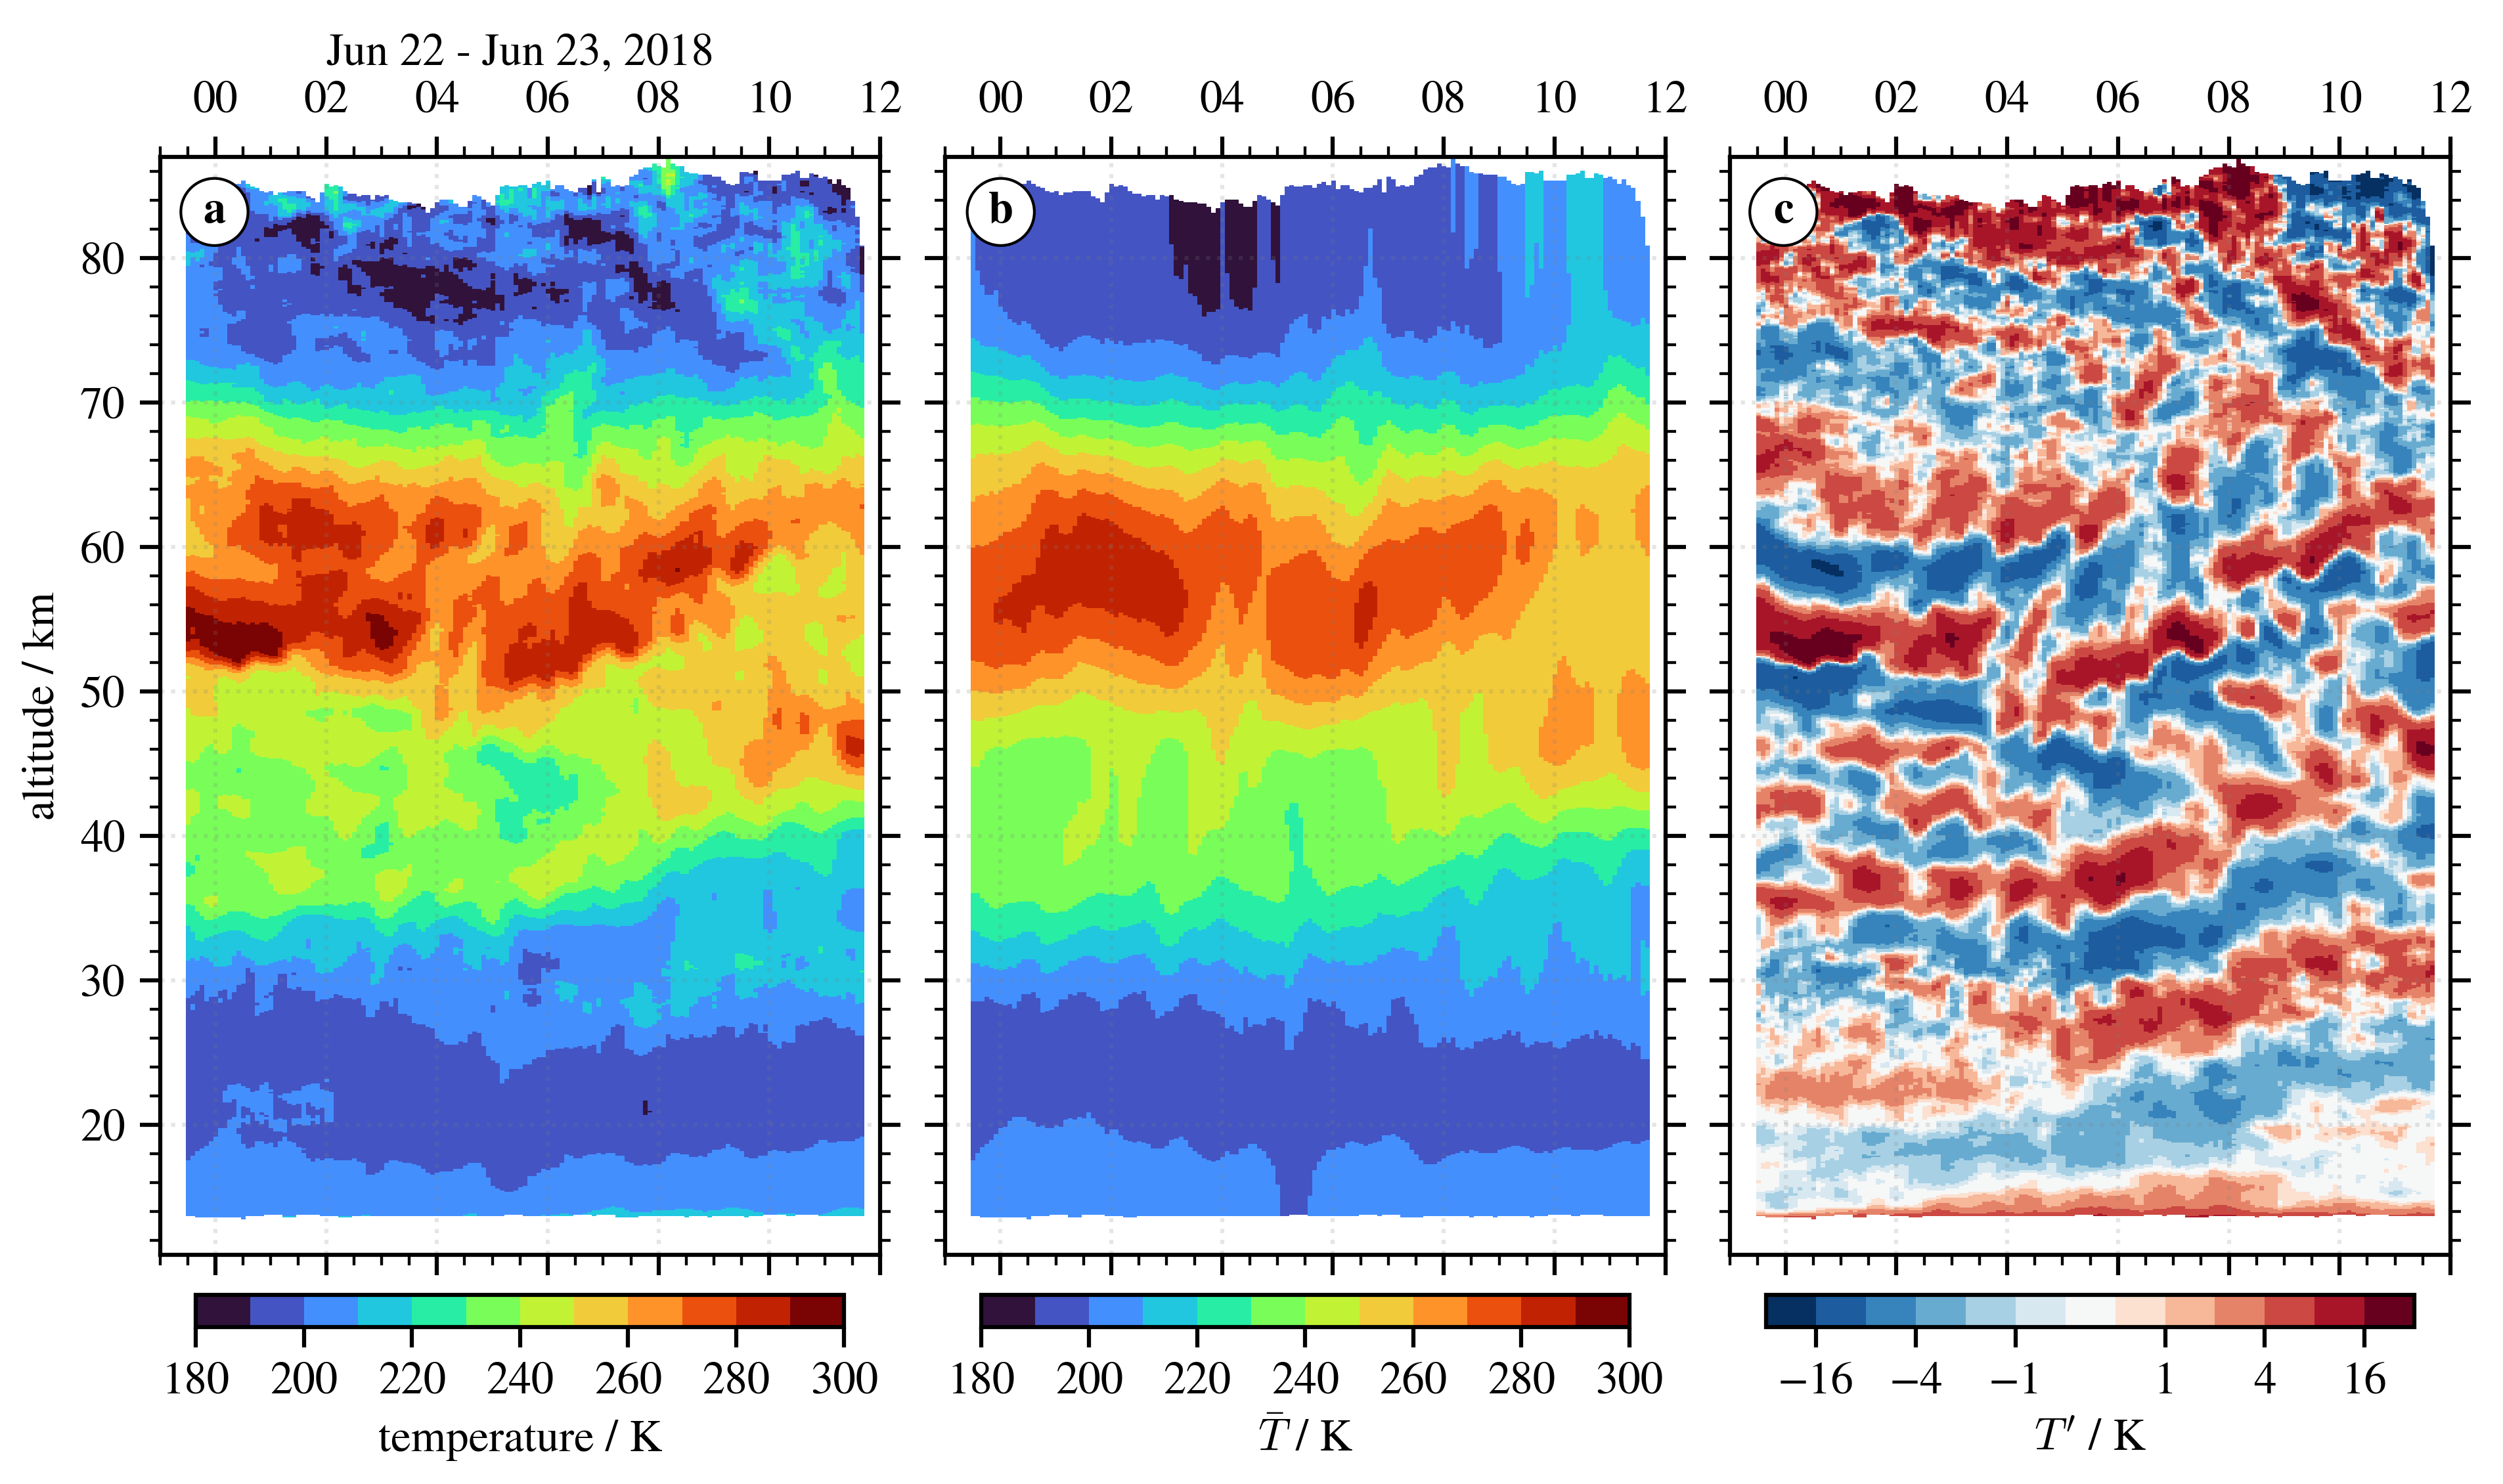 Jun 22 - Jun 23, 2018
00 02 04 06 08 10 12
00 02 04 06 08 10 12
00 02 04 06 08 10 12
a
b
c
altitude / km
80
70
60
50
40
30
20
180 200 220 240 260 280 300
temperature / K
180 200 220 240 260 280 300
T̄ / K
−16 −4 −1 1 4 16
T′ / K